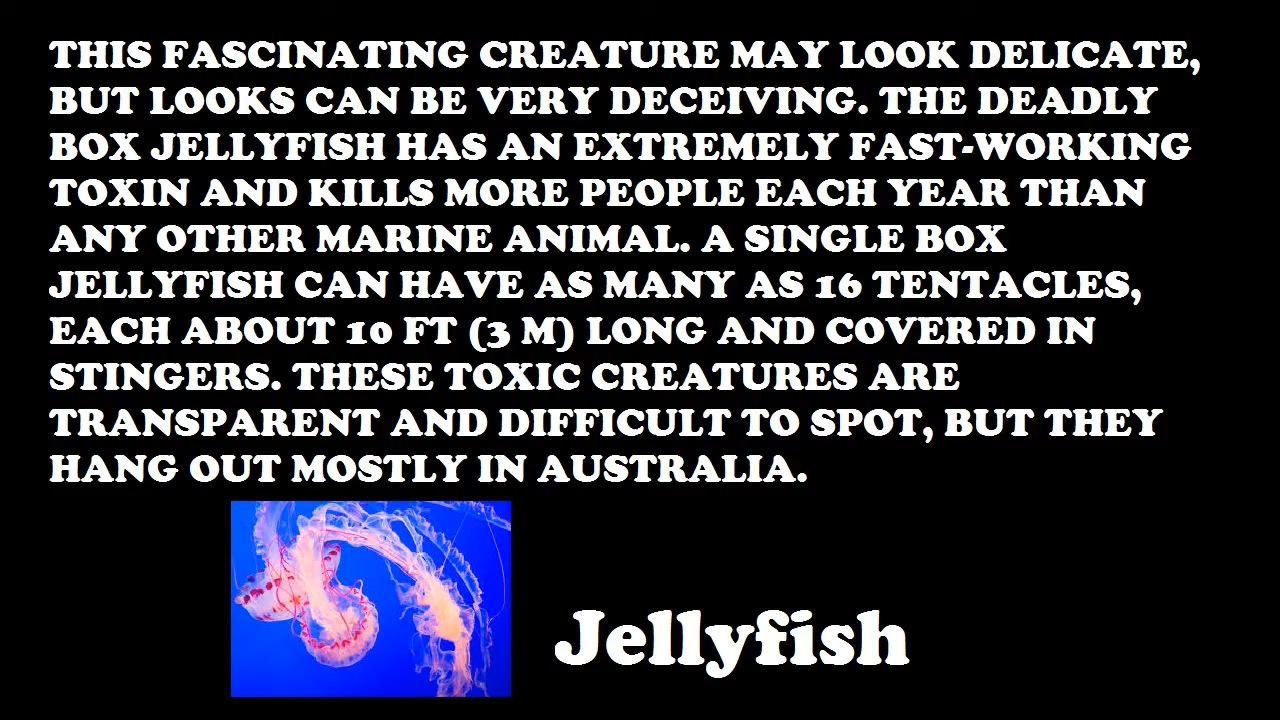 THIS FASCINATING CREATURE MAY LOOK DELICATE,
BUT LOOKS CAN BE VERY DECEIVING. THE DEADLY
BOX JELLYFISH HAS AN EXTREMELY FAST-WORKING
TOXIN AND KILLS MORE PEOPLE EACH YEAR THAN
ANY OTHER MARINE ANIMAL. A SINGLE BOX
JELLYFISH CAN HAVE AS MANY AS 16 TENTACLES,
EACH ABOUT 10 FT (3 M) LONG AND COVERED IN
STINGERS. THESE TOXIC CREATURES ARE
TRANSPARENT AND DIFFICULT TO SPOT, BUT THEY
HANG OUT MOSTLY IN AUSTRALIA.
Jellyfish